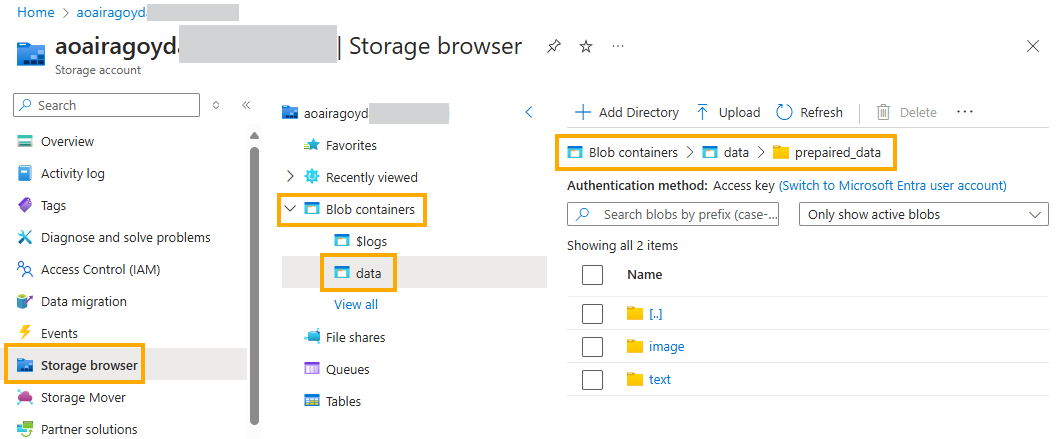 Home > aoairagoyd
aoairagoyda | Storage browser
Storage account
Search
Overview
Activity log
Tags
Diagnose and solve problems
Access Control (IAM)
Data migration
Events
Storage browser
Storage Mover
Partner solutions
aoairagoyd
Favorites
Recently viewed
Blob containers
$logs
data
View all
File shares
Queues
Tables
Add Directory Upload Refresh Delete
Blob containers > data > prepaired_data
Authentication method: Access key (Switch to Microsoft Entra user account)
Search blobs by prefix (case-... Only show active blobs
Showing all 2 items
Name
[..]
image
text